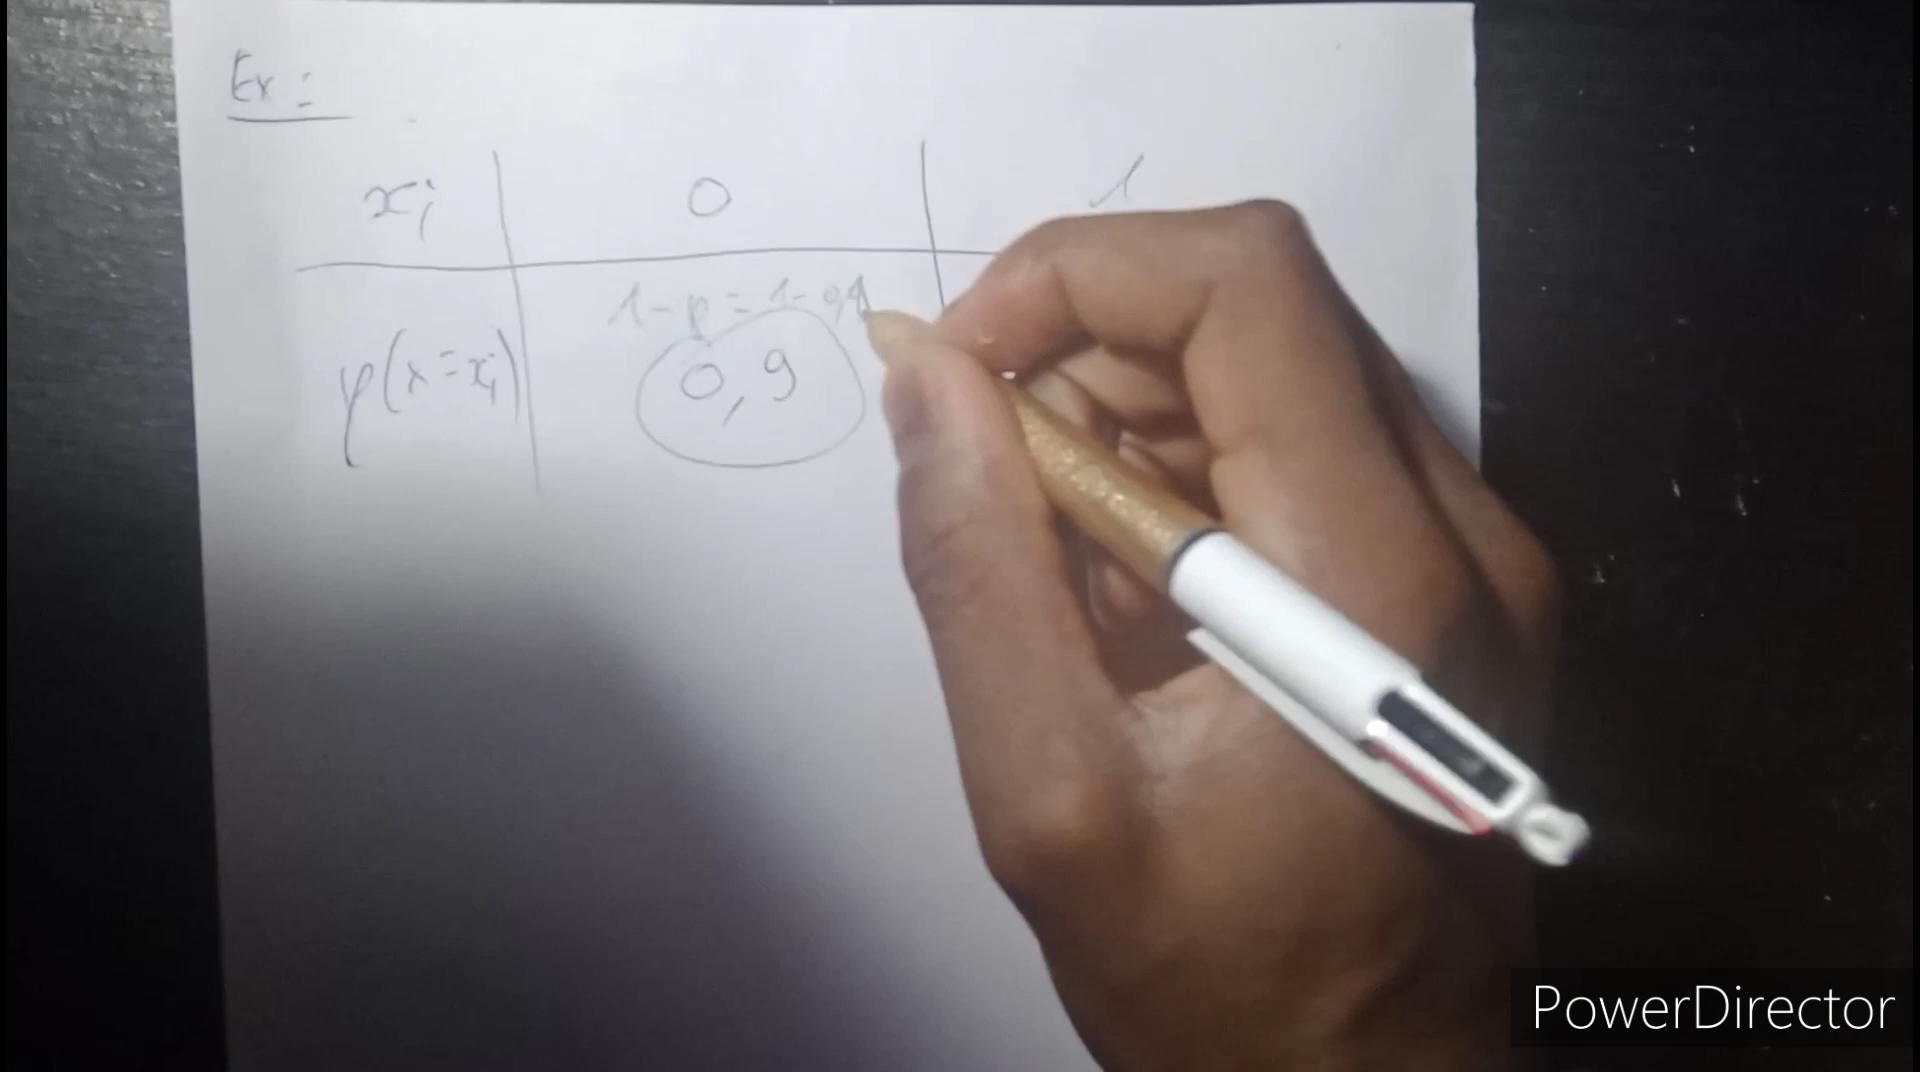 Ex :
xi 0 1
1-p = 1-0,1
p(x=xi) 0,9
PowerDirector